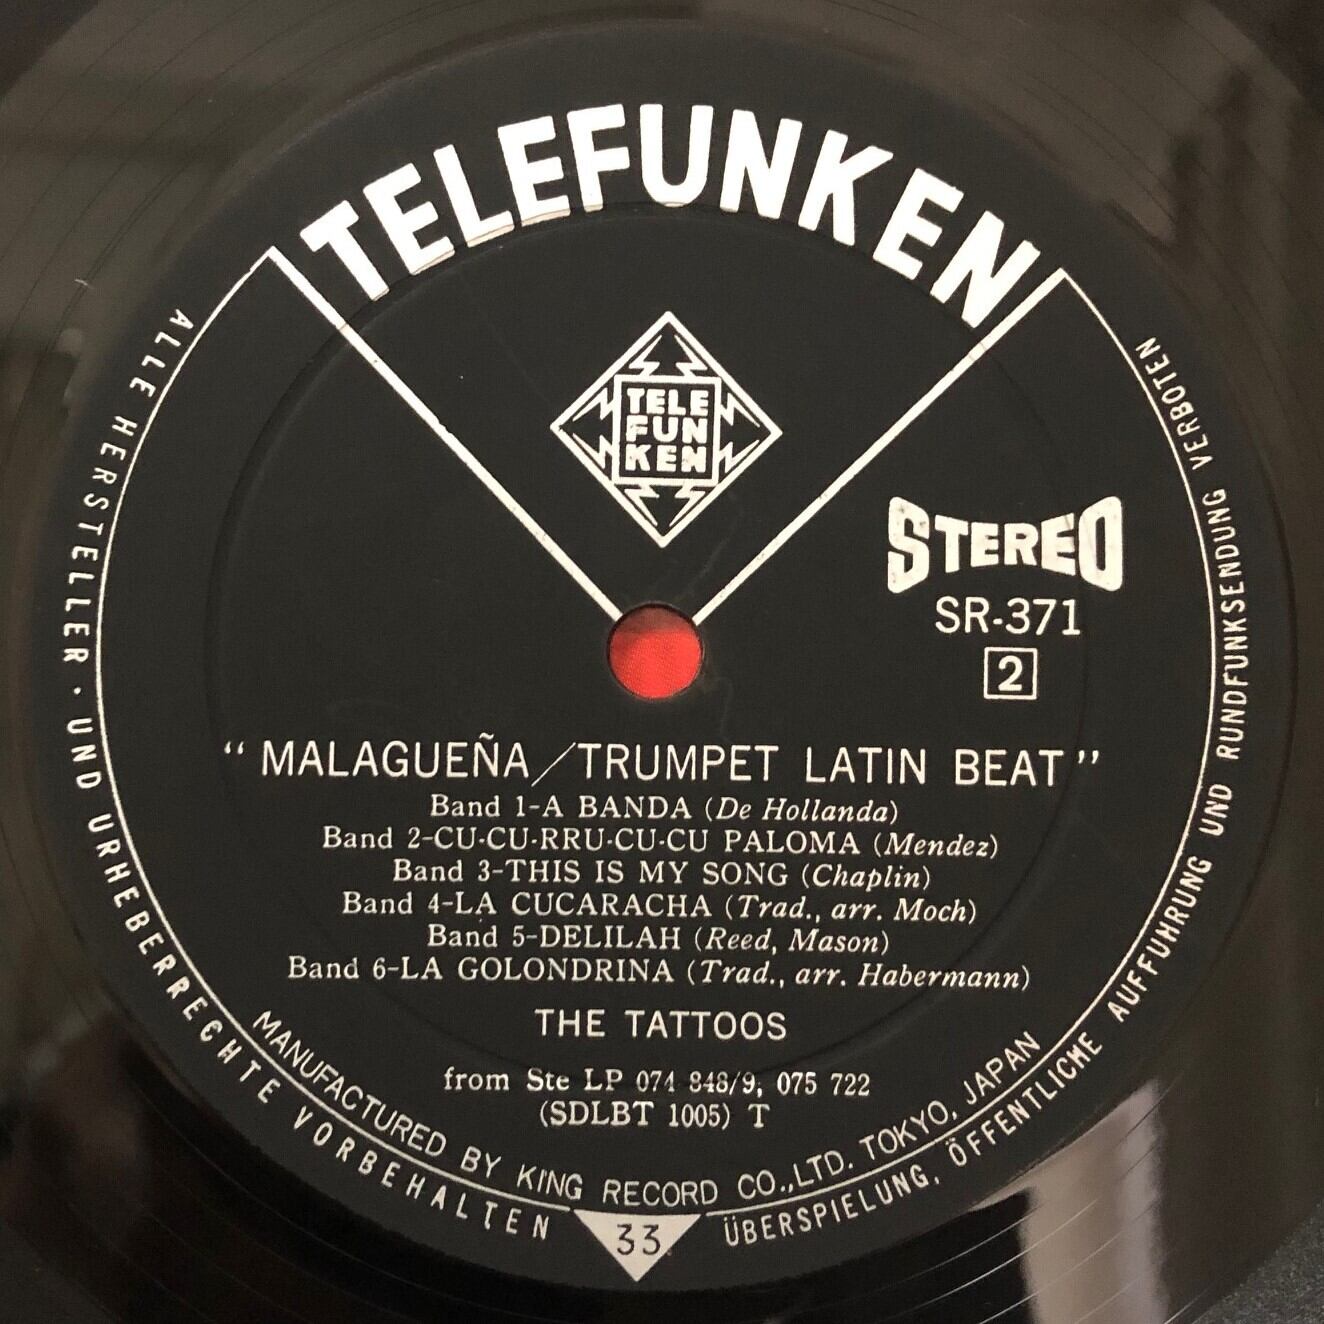 TELEFUNKEN
TELE
FUN
KEN
STEREO
SR-371
2
“MALAGUEÑA/TRUMPET LATIN BEAT”
Band 1-A BANDA (De Hollanda)
Band 2-CU-CU-RRU-CU-CU PALOMA (Mendez)
Band 3-THIS IS MY SONG (Chaplin)
Band 4-LA CUCARACHA (Trad., arr. Moch)
Band 5-DELILAH (Reed, Mason)
Band 6-LA GOLONDRINA (Trad., arr. Habermann)
THE TATTOOS
from Ste LP 074 848/9, 075 722
(SDLBT 1005) T
MANUFACTURED BY KING RECORD CO.,LTD. TOKYO, JAPAN
33
ALLE HERSTELLER · UND URHEBERRECHTE VORBEHALTEN
ÜBERSPIELUNG, ÖFFENTLICHE AUFFUHRUNG UND RUNDFUNKSENDUNG VERBOTEN